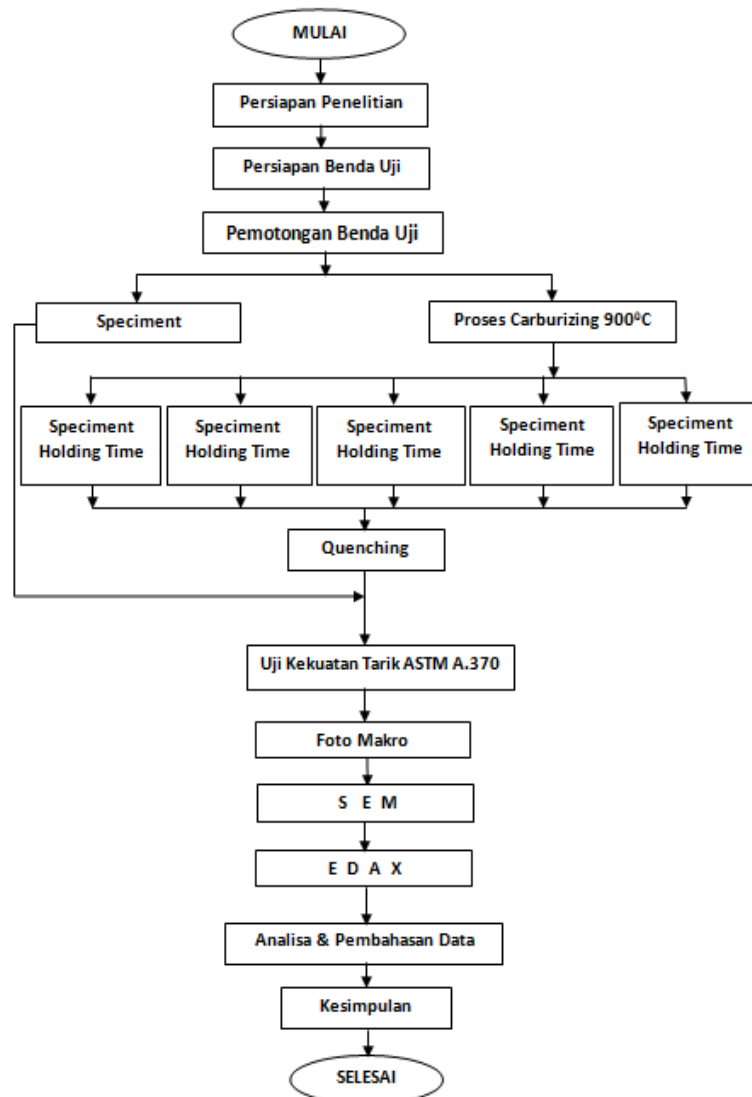 MULAI
Persiapan Penelitian
Persiapan Benda Uji
Pemotongan Benda Uji
Speciment
Proses Carburizing 900⁰C
Speciment
Holding Time
Speciment
Holding Time
Speciment
Holding Time
Speciment
Holding Time
Speciment
Holding Time
Quenching
Uji Kekuatan Tarik ASTM A.370
Foto Makro
S E M
E D A X
Analisa & Pembahasan Data
Kesimpulan
SELESAI